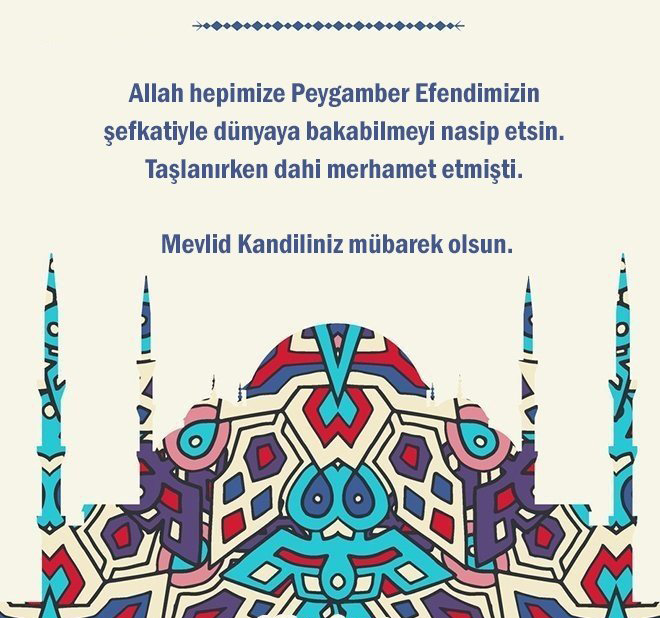 Allah hepimize Peygamber Efendimizin
şefkatiyle dünyaya bakabilmeyi nasip etsin.
Taşlanırken dahi merhamet etmişti.
Mevlid Kandiliniz mübarek olsun.